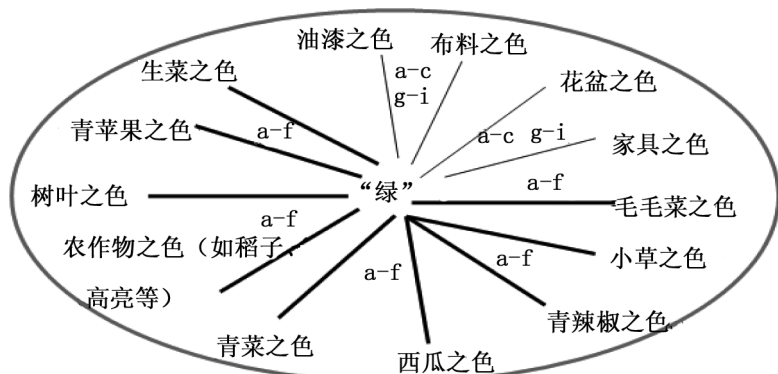 油漆之色
布料之色
生菜之色
a-c
g-i
花盆之色
青苹果之色
a-f
a-c g-i
家具之色
“绿”
a-f
树叶之色
毛毛菜之色
a-f
农作物之色（如稻子、
小草之色
a-f
a-f
高亮等）
青辣椒之色
青菜之色
西瓜之色